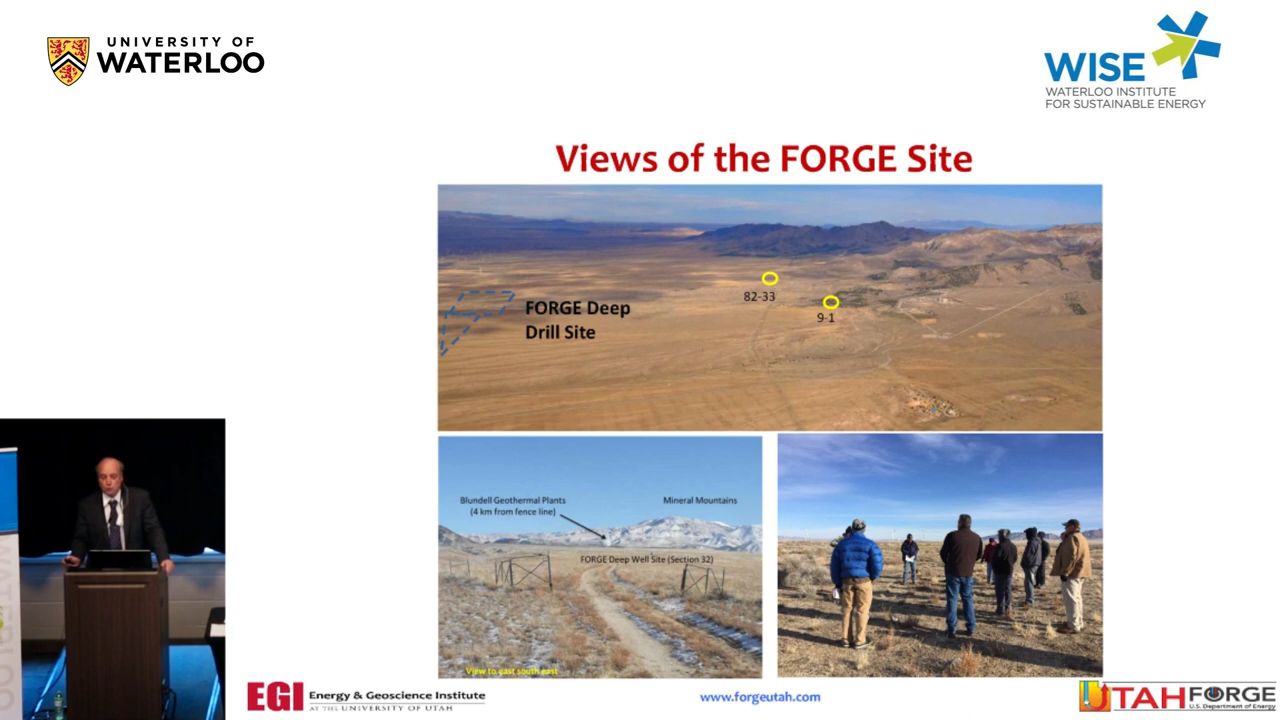 UNIVERSITY OF
WATERLOO
WISE
WATERLOO INSTITUTE
FOR SUSTAINABLE ENERGY
Views of the FORGE Site
82-33
9-1
FORGE Deep
Drill Site
Blundell Geothermal Plants
(4 km from fence line)
Mineral Mountains
FORGE Deep Well Site (Section 32)
View to east south east
EGI Energy & Geoscience Institute
AT THE UNIVERSITY OF UTAH
www.forgeutah.com
UTAH FORGE
U.S. Department of Energy